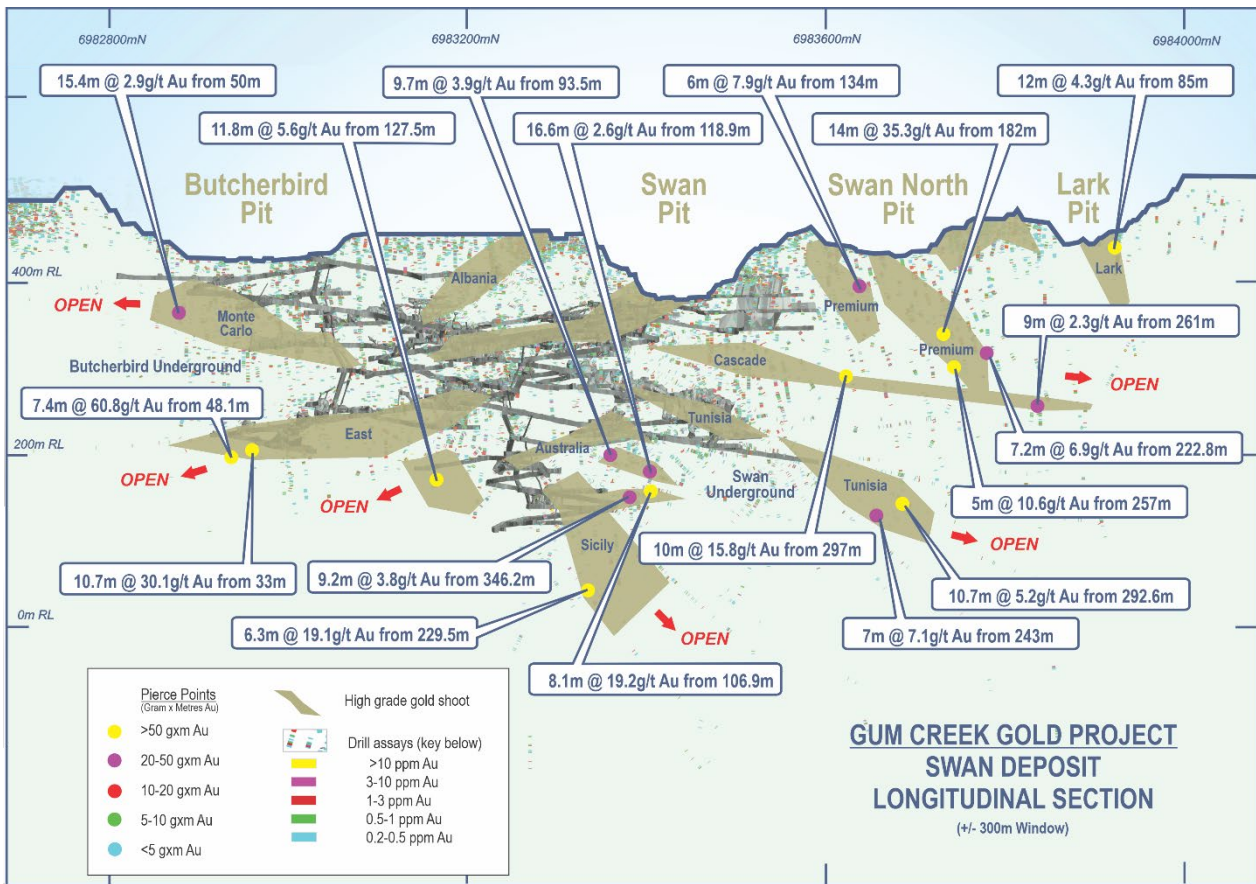 6982800mN
6983200mN
6983600mN
6984000mN
15.4m @ 2.9g/t Au from 50m
9.7m @ 3.9g/t Au from 93.5m
6m @ 7.9g/t Au from 134m
12m @ 4.3g/t Au from 85m
11.8m @ 5.6g/t Au from 127.5m
16.6m @ 2.6g/t Au from 118.9m
14m @ 35.3g/t Au from 182m
Butcherbird
Pit
Swan
Pit
Swan North
Pit
Lark
Pit
400m RL
Albania
Lark
OPEN
Monte
Carlo
Premium
9m @ 2.3g/t Au from 261m
Butcherbird Underground
Cascade
Premium
OPEN
7.4m @ 60.8g/t Au from 48.1m
East
Tunisia
200m RL
Australia
7.2m @ 6.9g/t Au from 222.8m
OPEN
OPEN
Swan
Underground
Tunisia
5m @ 10.6g/t Au from 257m
Sicily
10m @ 15.8g/t Au from 297m
OPEN
10.7m @ 30.1g/t Au from 33m
9.2m @ 3.8g/t Au from 346.2m
10.7m @ 5.2g/t Au from 292.6m
0m RL
6.3m @ 19.1g/t Au from 229.5m
OPEN
7m @ 7.1g/t Au from 243m
8.1m @ 19.2g/t Au from 106.9m
Pierce Points
(Gram x Metres Au)
>50 gxm Au
20-50 gxm Au
10-20 gxm Au
5-10 gxm Au
<5 gxm Au
High grade gold shoot
Drill assays (key below)
>10 ppm Au
3-10 ppm Au
1-3 ppm Au
0.5-1 ppm Au
0.2-0.5 ppm Au
GUM CREEK GOLD PROJECT
SWAN DEPOSIT
LONGITUDINAL SECTION
(+/- 300m Window)